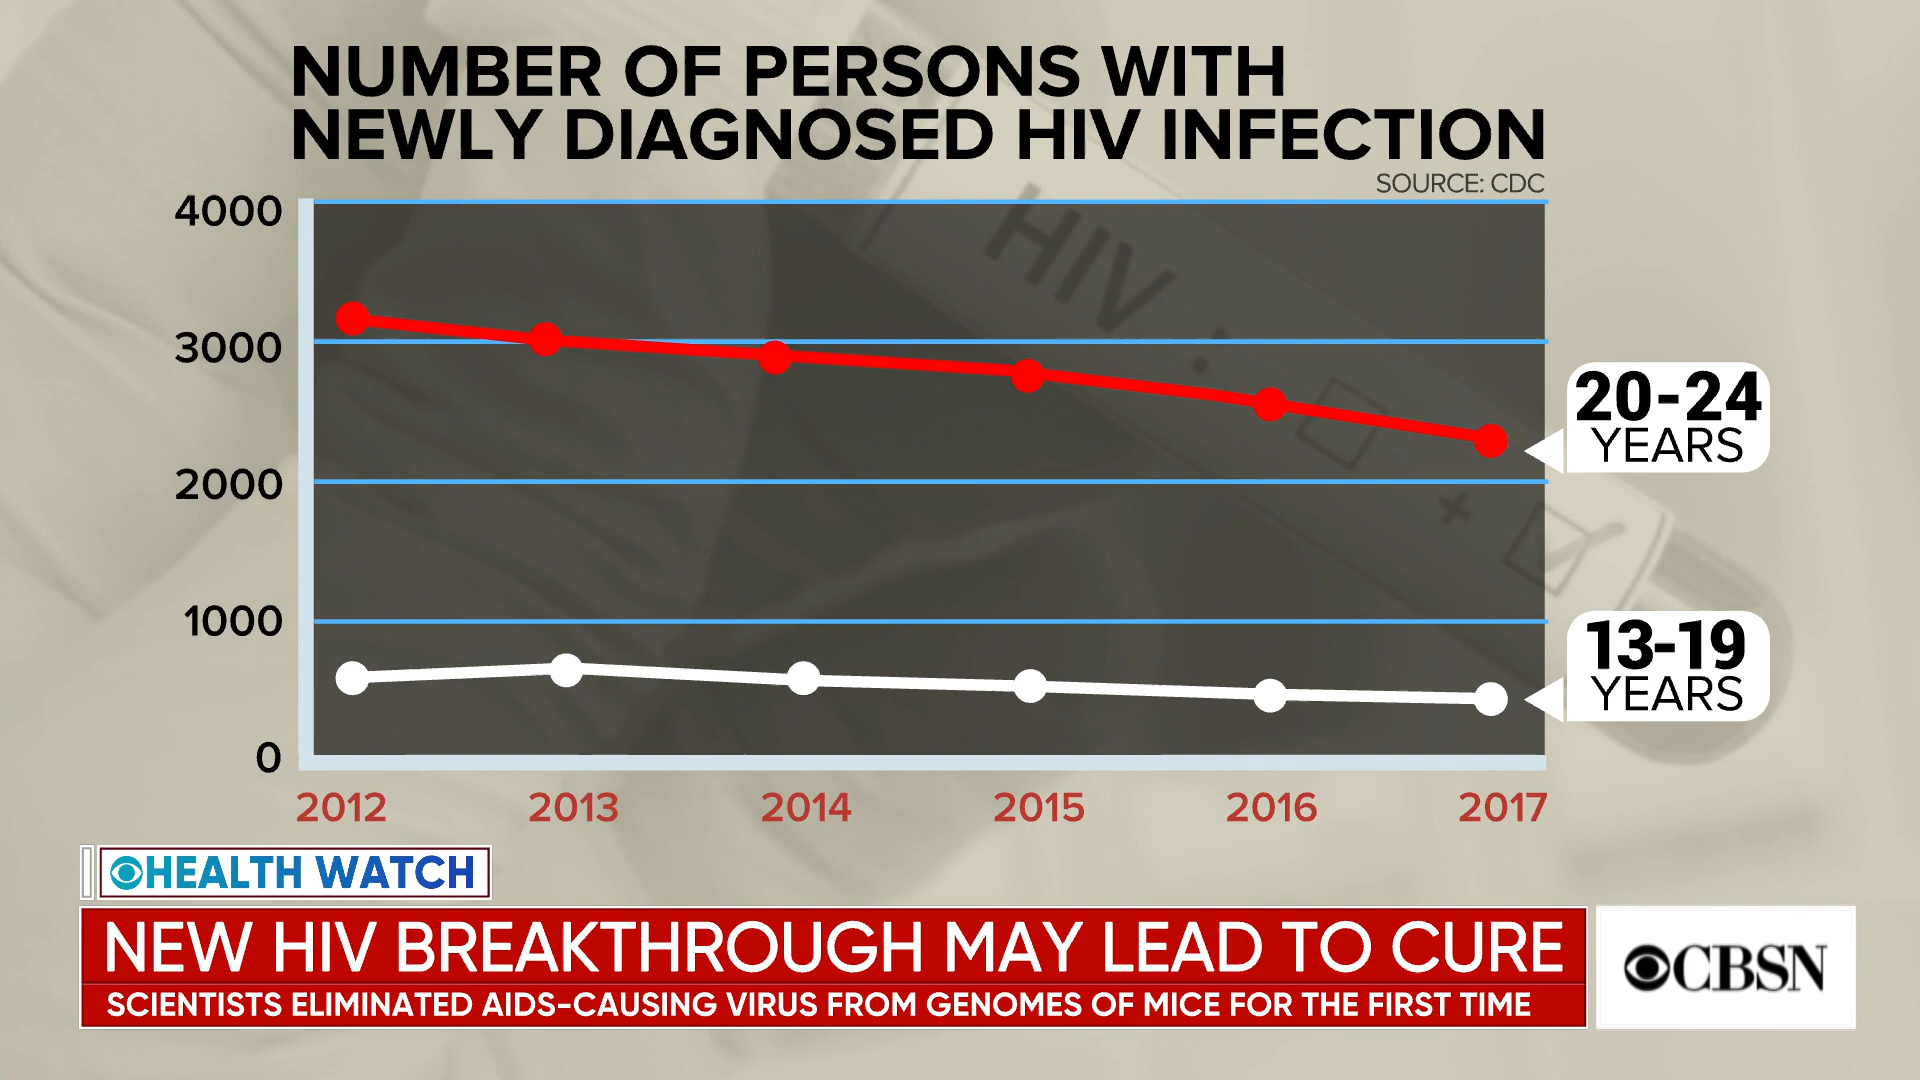 NUMBER OF PERSONS WITH
NEWLY DIAGNOSED HIV INFECTION
SOURCE: CDC
4000
3000
2000
1000
0
HIV
-
+
20-24
YEARS
13-19
YEARS
2012 2013 2014 2015 2016 2017
HEALTH WATCH
NEW HIV BREAKTHROUGH MAY LEAD TO CURE
SCIENTISTS ELIMINATED AIDS-CAUSING VIRUS FROM GENOMES OF MICE FOR THE FIRST TIME
CBSN